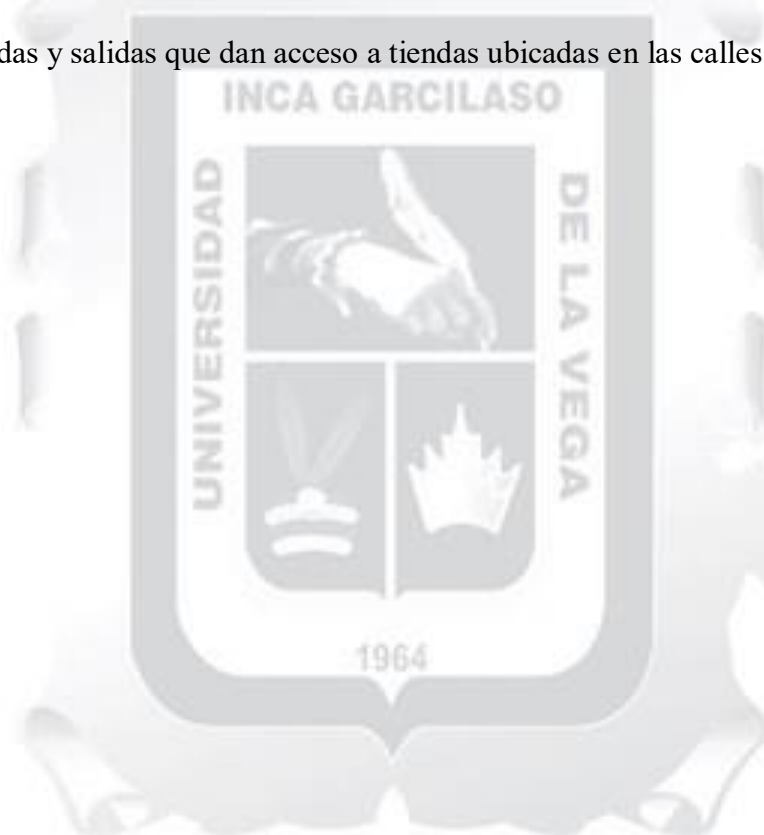 das y salidas que dan acceso a tiendas ubicadas en las calles
INCA GARCILASO
UNIVERSIDAD
DE LA VEGA
1964